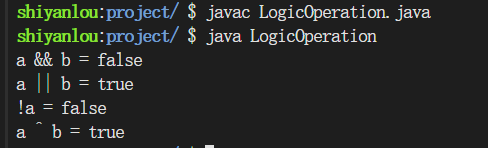 shiyanlou:project/ $ javac LogicOperation.java
shiyanlou:project/ $ java LogicOperation
a && b = false
a || b = true
!a = false
a ^ b = true